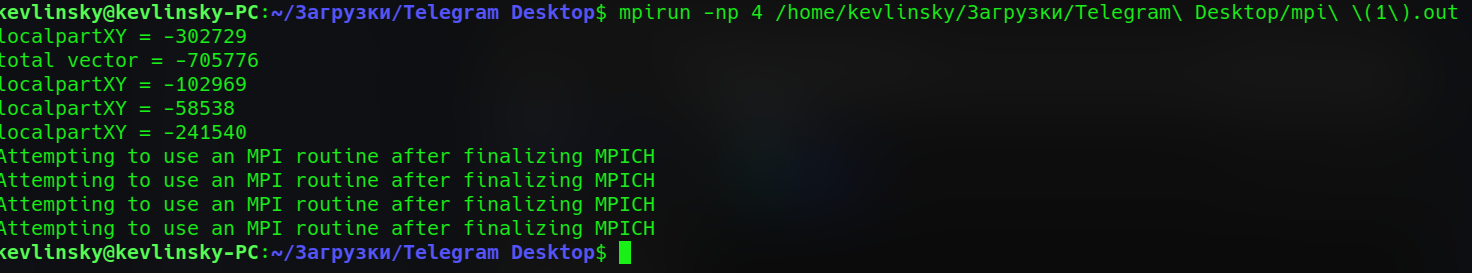 kevlinsky@kevlinsky-PC:~/Загрузки/Telegram Desktop$ mpirun -np 4 /home/kevlinsky/Загрузки/Telegram\ Desktop/mpi\ \(1\).out
localpartXY = -302729
total vector = -705776
localpartXY = -102969
localpartXY = -58538
localpartXY = -241540
Attempting to use an MPI routine after finalizing MPICH
Attempting to use an MPI routine after finalizing MPICH
Attempting to use an MPI routine after finalizing MPICH
Attempting to use an MPI routine after finalizing MPICH
kevlinsky@kevlinsky-PC:~/Загрузки/Telegram Desktop$